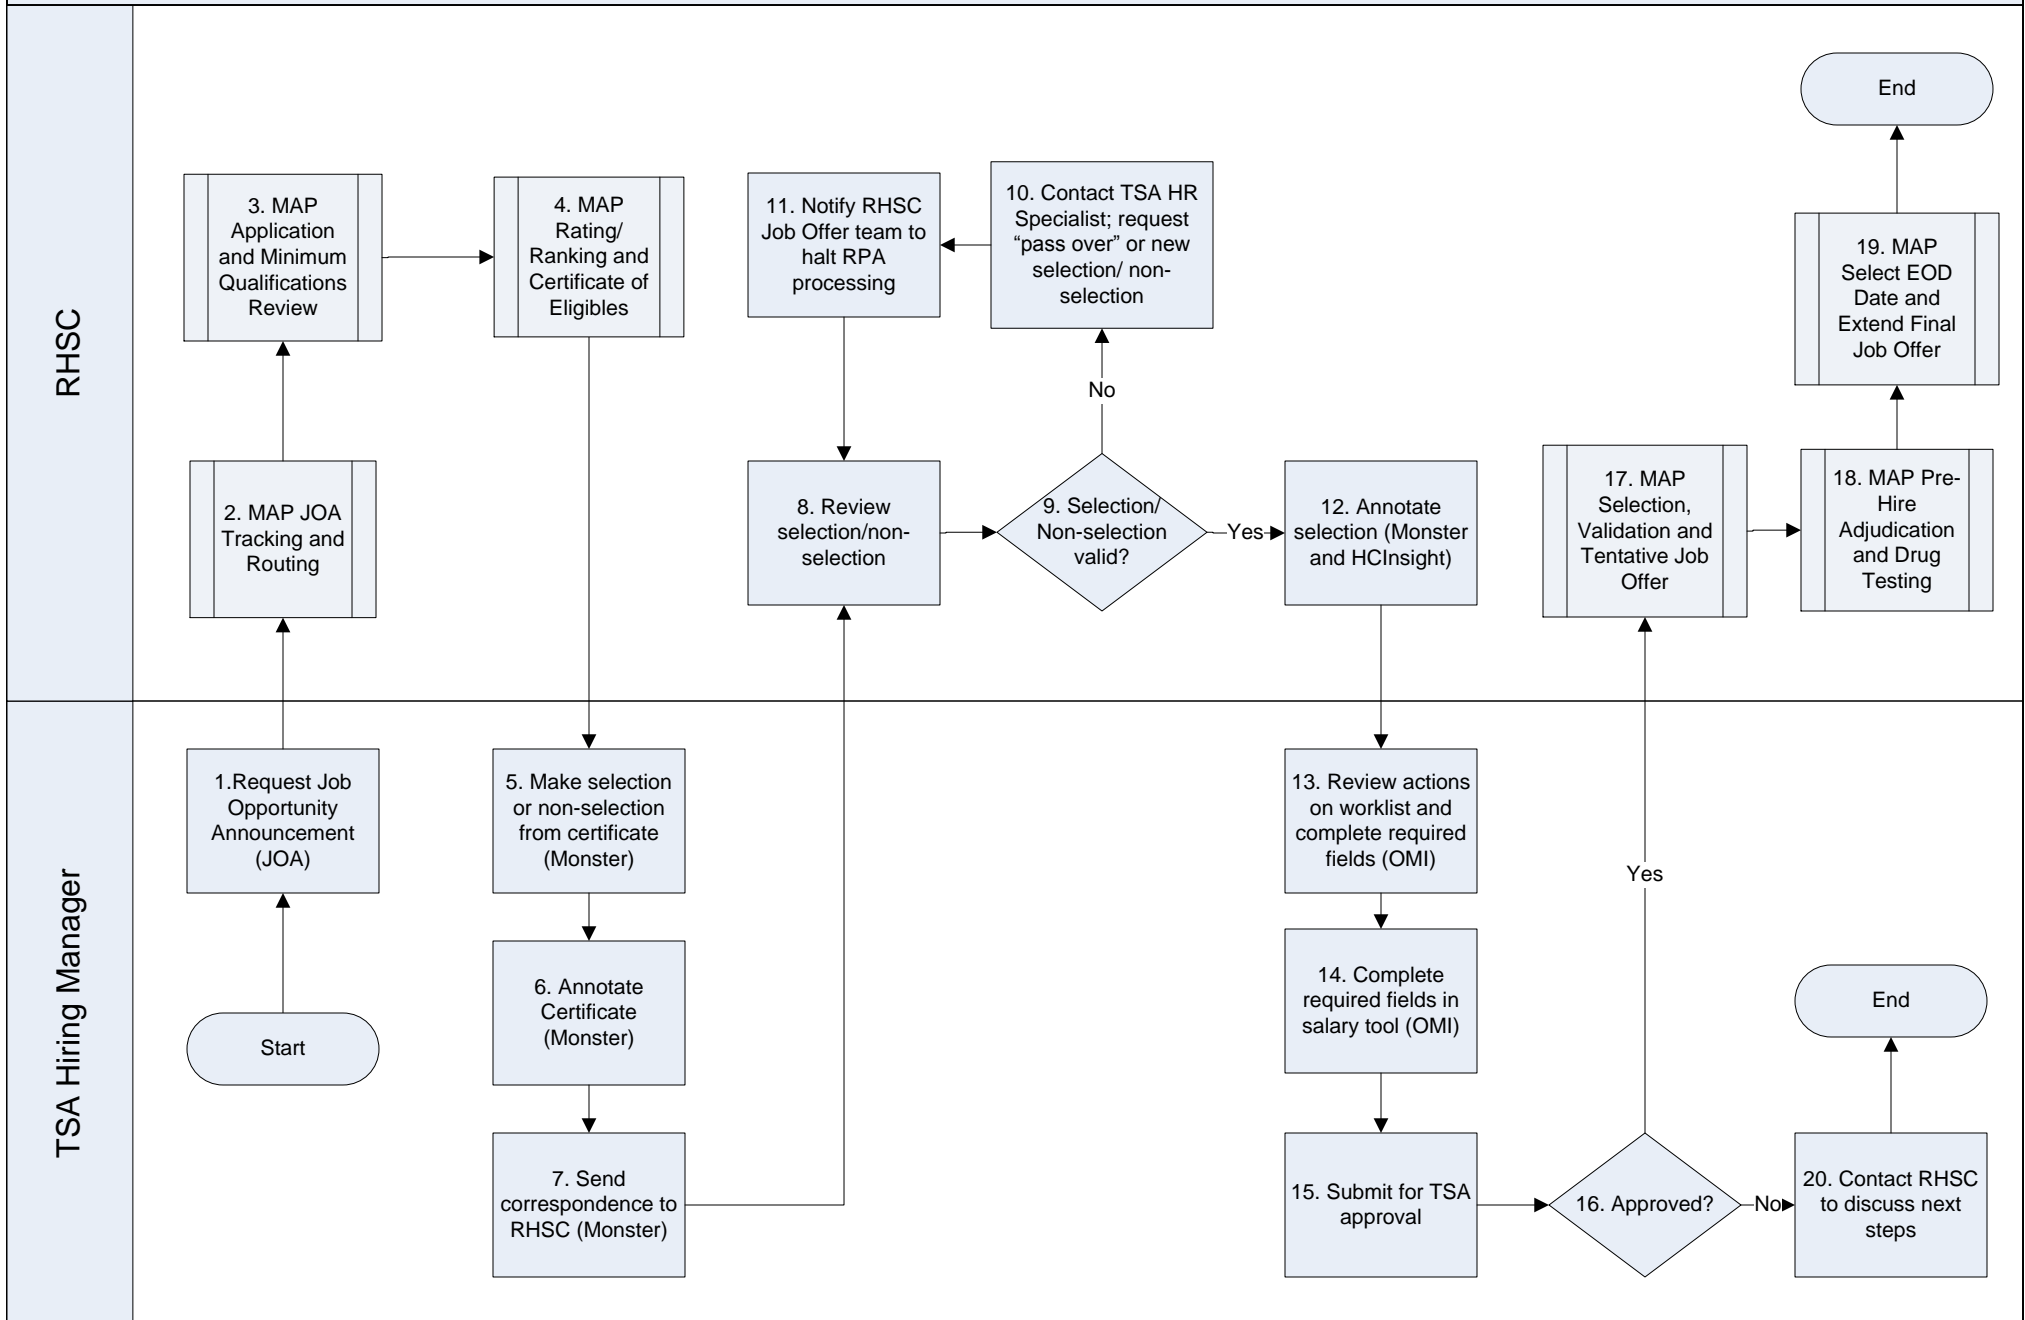 RHSC
3. MAP
Application
and Minimum
Qualifications
Review
4. MAP
Rating/
Ranking and
Certificate of
Eligibles
11. Notify RHSC
Job Offer team to
halt RPA
processing
10. Contact TSA HR
Specialist; request
“pass over” or new
selection/ non-
selection
End
19. MAP
Select EOD
Date and
Extend Final
Job Offer
No
2. MAP JOA
Tracking and
Routing
8. Review
selection/non-
selection
9. Selection/
Non-selection
valid?
Yes
12. Annotate
selection (Monster
and HCInsight)
17. MAP
Selection,
Validation and
Tentative Job
Offer
18. MAP Pre-
Hire
Adjudication
and Drug
Testing
TSA Hiring Manager
1.Request Job
Opportunity
Announcement
(JOA)
Start
5. Make selection
or non-selection
from certificate
(Monster)
6. Annotate
Certificate
(Monster)
7. Send
correspondence to
RHSC (Monster)
13. Review actions
on worklist and
complete required
fields (OMI)
14. Complete
required fields in
salary tool (OMI)
15. Submit for TSA
approval
Yes
16. Approved?
No
End
20. Contact RHSC
to discuss next
steps